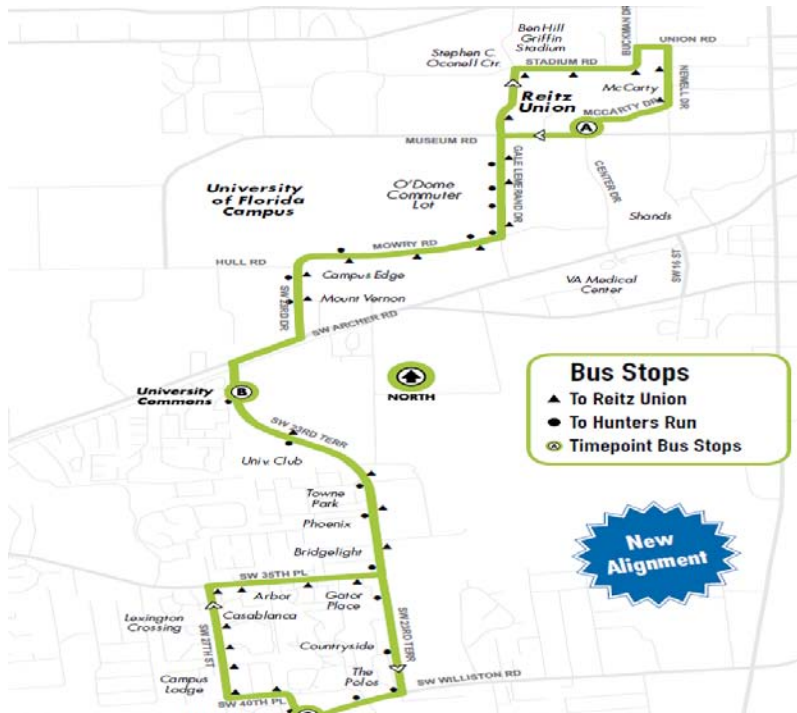 Ben Hill
Griffin
Stadium
BUCKMAN DR
UNION RD
Stephen C.
Oconell Ctr.
STADIUM RD
NEWELL DR
McCarty
Reitz
Union
MCCARTY DR
A
MUSEUM RD
GALE LEMERAND DR
CENTER DR
O'Dome
Commuter
Lot
University
of Florida
Campus
Shands
SW 16 ST
MOWRY RD
HULL RD
Campus Edge
VA Medical
Center
SW 23RD DR
Mount Vernon
SW ARCHER RD
University
Commons
B
NORTH
Bus Stops
To Reitz Union
To Hunters Run
A Timepoint Bus Stops
SW 23RD TERR
Univ. Club
Towne
Park
Phoenix
Bridgelight
New
Alignment
SW 35TH PL
Arbor
Gator
Place
Casablanca
Lexington
Crossing
SW 27TH ST
SW 23RD TERR
Countryside
The
Polos
SW WILLISTON RD
Campus
Lodge
SW 40TH PL